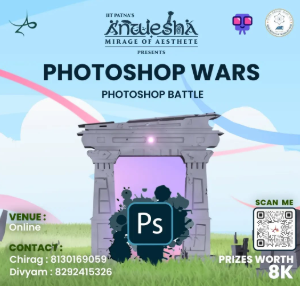 IIT PATNA'S
Anwesha
MIRAGE OF AESTHETE
PRESENTS
PHOTOSHOP WARS
PHOTOSHOP BATTLE
Ps
SCAN ME
VENUE :
Online
CONTACT :
Chirag : 8130169059
Divyam : 8292415326
PRIZES WORTH
8K